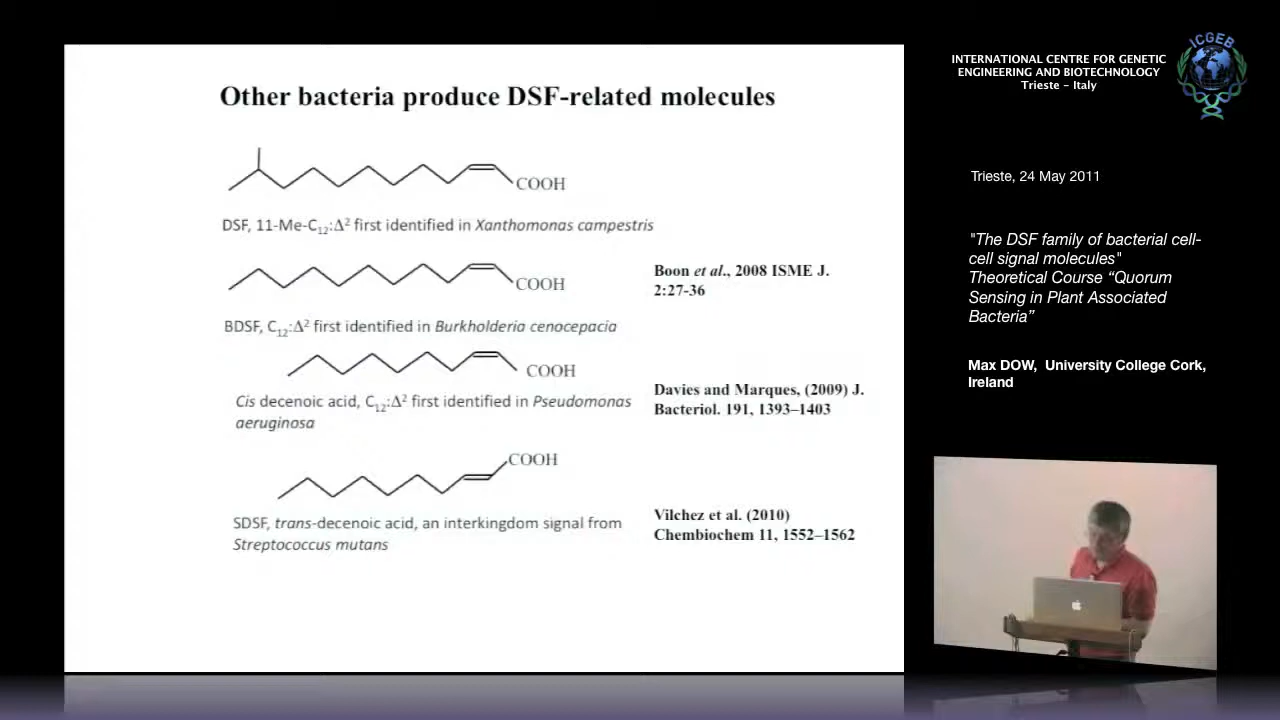 Other bacteria produce DSF-related molecules
COOH
DSF, 11-Me-C₁₂:Δ² first identified in Xanthomonas campestris
COOH
Boon et al., 2008 ISME J.
2:27-36
BDSF, C₁₂:Δ² first identified in Burkholderia cenocepacia
COOH
Cis decenoic acid, C₁₂:Δ² first identified in Pseudomonas
aeruginosa
Davies and Marques, (2009) J.
Bacteriol. 191, 1393–1403
COOH
SDSF, trans-decenoic acid, an interkingdom signal from
Streptococcus mutans
Vilchez et al. (2010)
Chembiochem 11, 1552–1562
INTERNATIONAL CENTRE FOR GENETIC
ENGINEERING AND BIOTECHNOLOGY
Trieste – Italy
ICGEB
Trieste, 24 May 2011
"The DSF family of bacterial cell-
cell signal molecules"
Theoretical Course “Quorum
Sensing in Plant Associated
Bacteria”
Max DOW, University College Cork,
Ireland